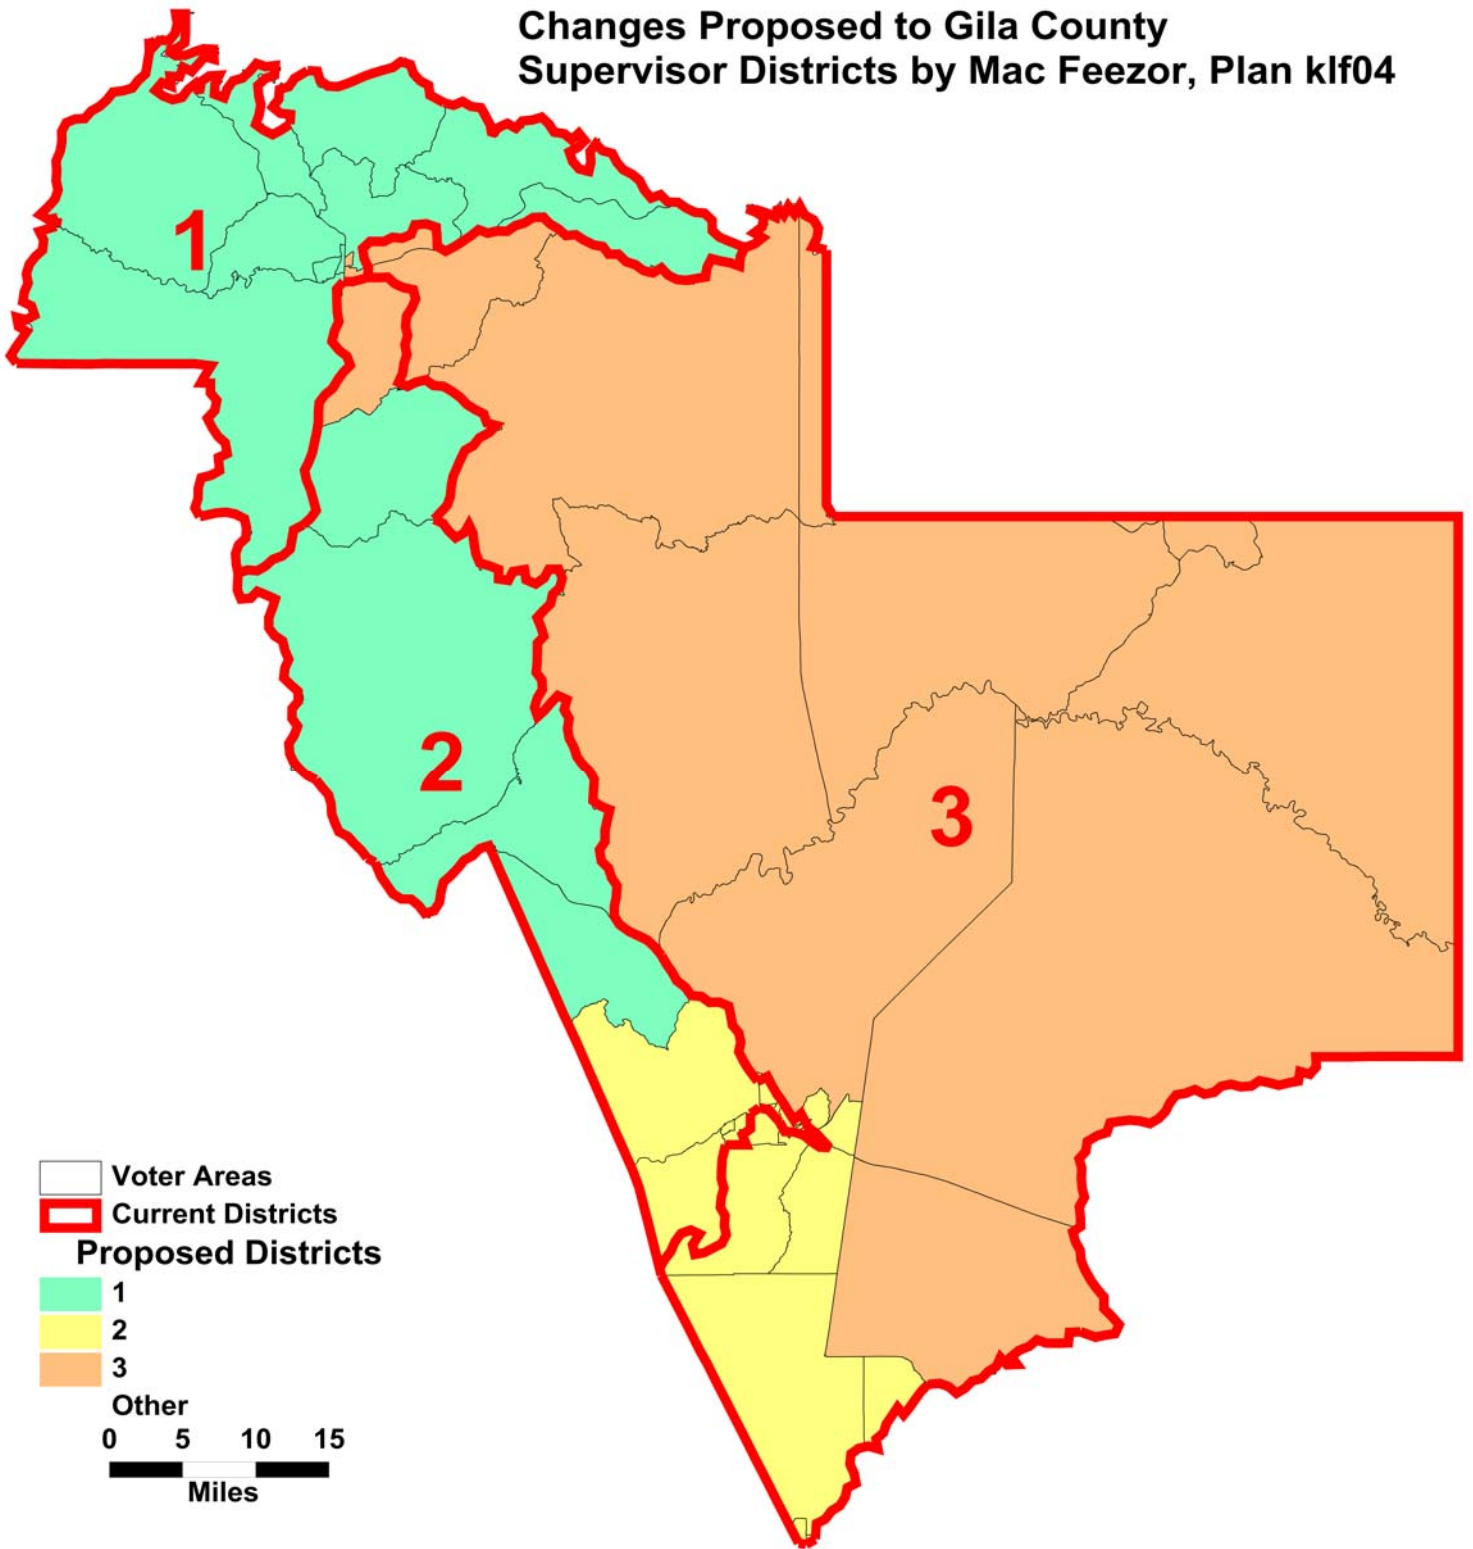 Changes Proposed to Gila County
Supervisor Districts by Mac Feezor, Plan klf04
1
2
3
Voter Areas
Current Districts
Proposed Districts
1
2
3
Other
0 5 10 15
Miles